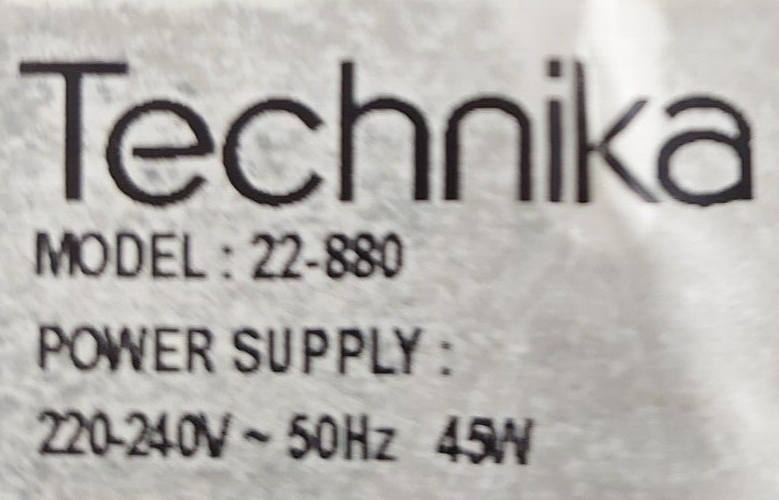 Technika
MODEL : 22-880
POWER SUPPLY :
220-240V ~ 50Hz 45W